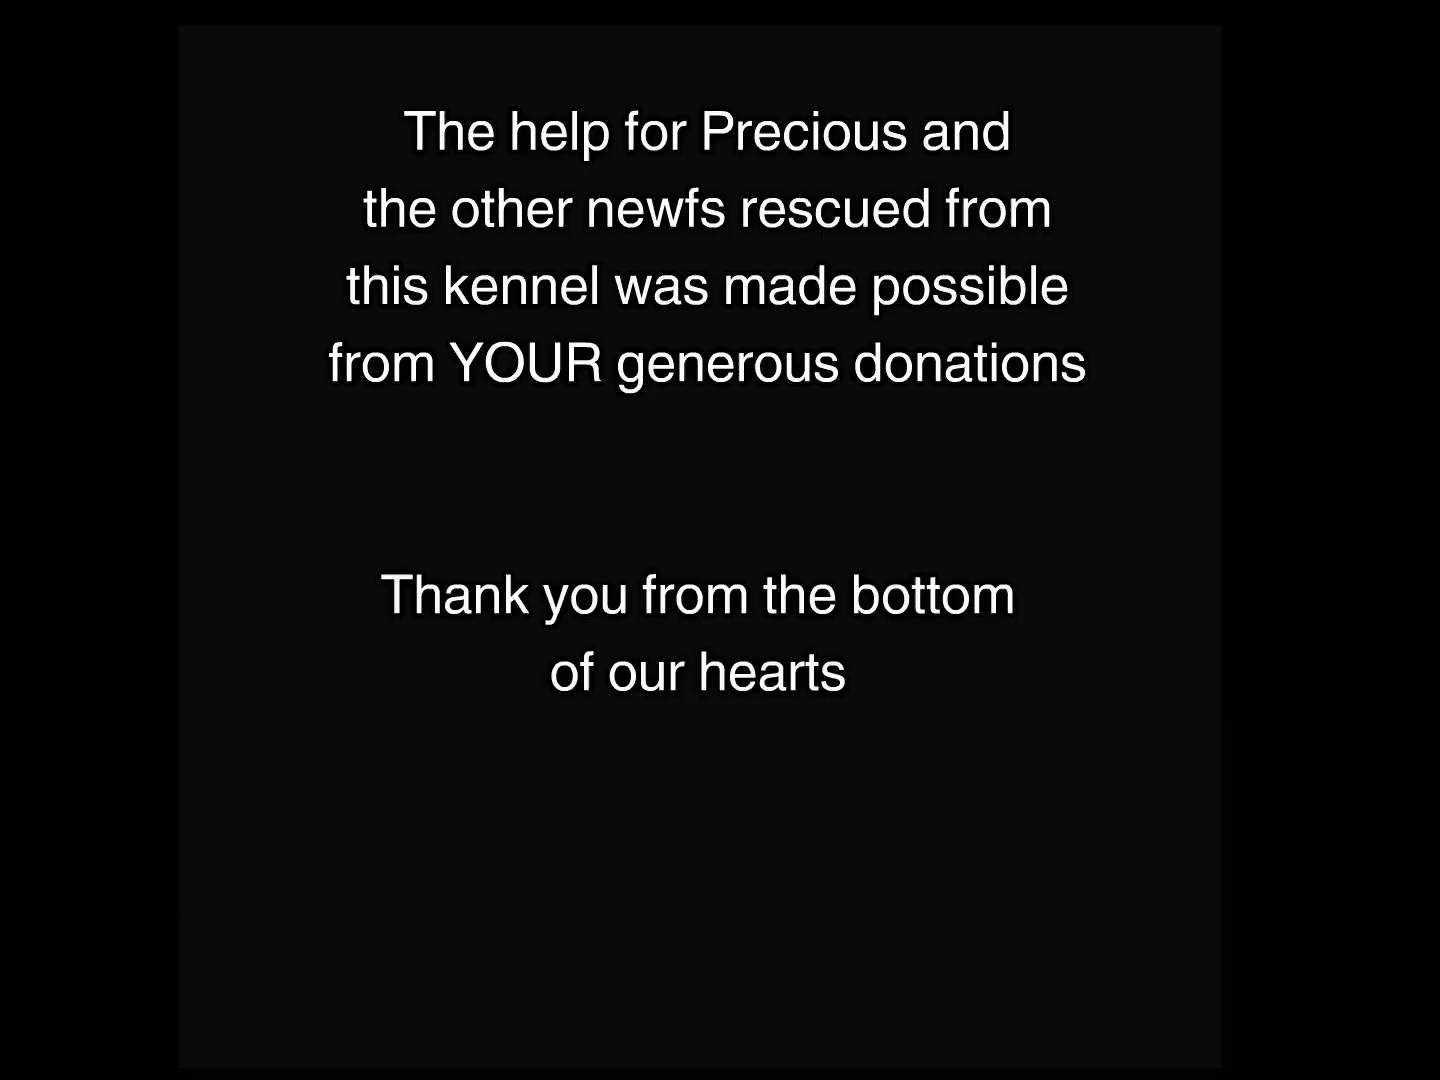 The help for Precious and
the other newfs rescued from
this kennel was made possible
from YOUR generous donations
Thank you from the bottom
of our hearts